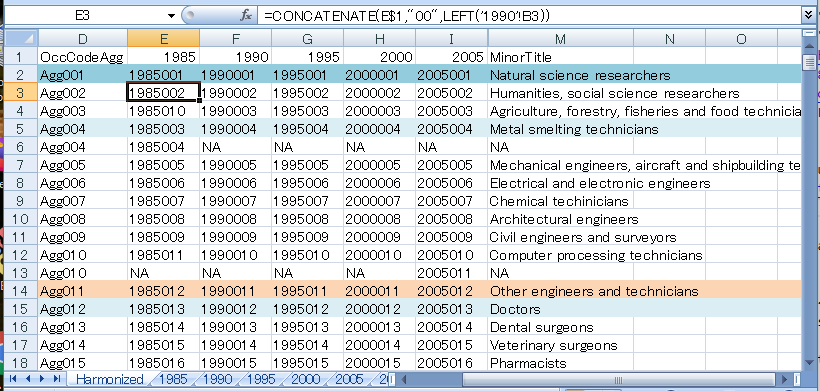 E3 fx =CONCATENATE(E$1,"00",LEFT('1990'!B3))
D E F G H I M N O
1 OccCodeAgg 1985 1990 1995 2000 2005 MinorTitle
2 Agg001 1985001 1990001 1995001 2000001 2005001 Natural science researchers
3 Agg002 1985002 1990002 1995002 2000002 2005002 Humanities, social science researchers
4 Agg003 1985010 1990003 1995003 2000003 2005003 Agriculture, forestry, fisheries and food technicia
5 Agg004 1985003 1990004 1995004 2000004 2005004 Metal smelting technicians
6 Agg004 1985004 NA NA NA NA NA
7 Agg005 1985005 1990005 1995005 2000005 2005005 Mechanical engineers, aircraft and shipbuilding te
8 Agg006 1985006 1990006 1995006 2000006 2005006 Electrical and electronic engineers
9 Agg007 1985007 1990007 1995007 2000007 2005007 Chemical techinicians
10 Agg008 1985008 1990008 1995008 2000008 2005008 Architectural engineers
11 Agg009 1985009 1990009 1995009 2000009 2005009 Civil engineers and surveyors
12 Agg010 1985011 1990010 1995010 2000010 2005010 Computer processing technicians
13 Agg010 NA NA NA NA 2005011 NA
14 Agg011 1985012 1990011 1995011 2000011 2005012 Other engineers and technicians
15 Agg012 1985013 1990012 1995012 2000012 2005013 Doctors
16 Agg013 1985014 1990013 1995013 2000013 2005014 Dental surgeons
17 Agg014 1985015 1990014 1995014 2000014 2005015 Veterinary surgeons
18 Agg015 1985016 1990015 1995015 2000015 2005016 Pharmacists
Harmonized 1985 1990 1995 2000 2005 2(